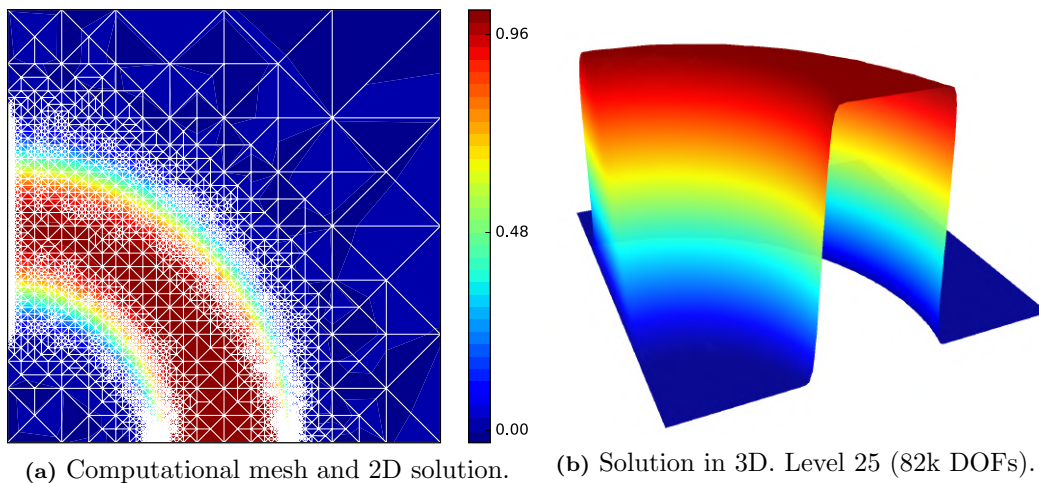 0.96
0.48
0.00
(a) Computational mesh and 2D solution.
(b) Solution in 3D. Level 25 (82k DOFs).